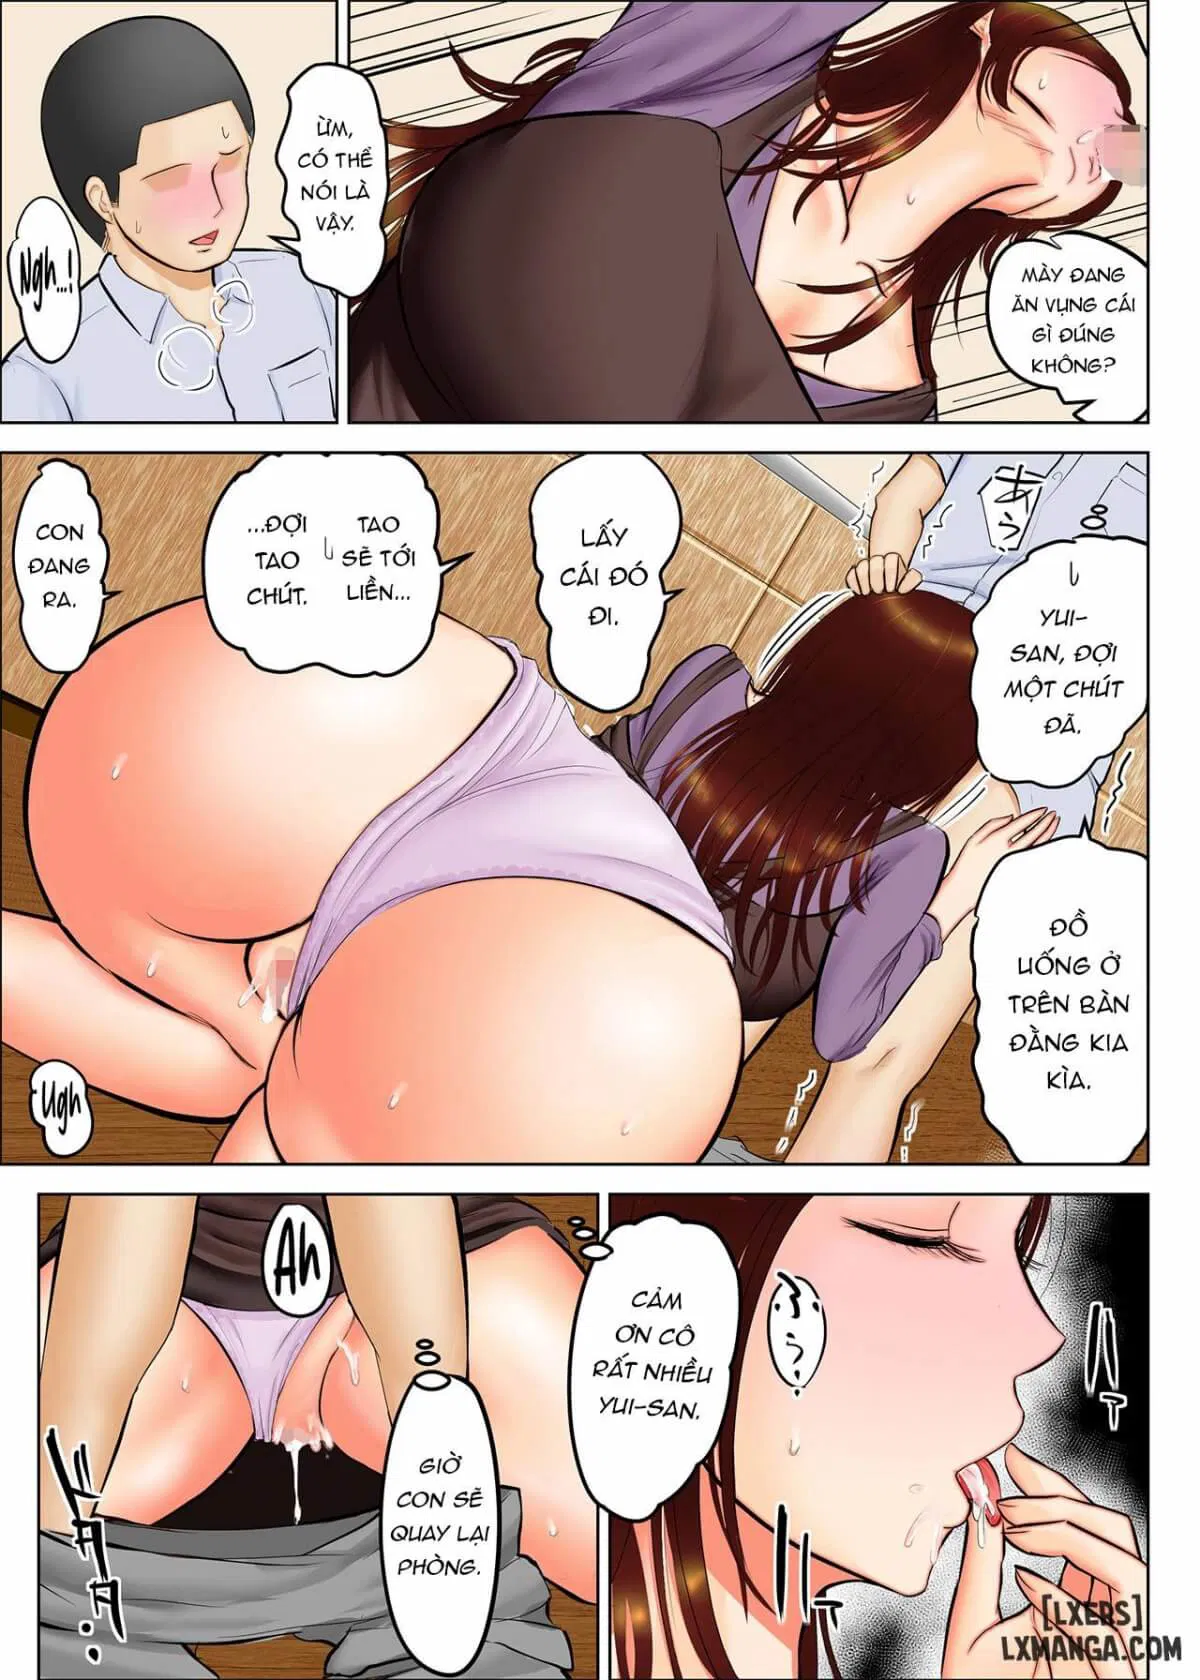 MÀY ĐANG
ĂN VỤNG CÁI
GÌ ĐÚNG
KHÔNG?
ỪM,
CÓ THỂ
NÓI LÀ
VẬY.
Ngh...!
あぅ
YUI-
SAN, ĐỢI
MỘT CHÚT
ĐÃ.
ĐỒ
UỐNG Ở
TRÊN BÀN
ĐẰNG KIA
KÌA.
LẤY
CÁI ĐÓ
ĐI.
TAO
SẼ TỚI
LIỀN...
...ĐỢI
TAO
CHÚT.
CON
ĐANG
RA.
Ugh
CẢM
ƠN CÔ
RẤT NHIỀU
YUI-SAN.
Ah
GIỜ
CON SẼ
QUAY LẠI
PHÒNG.
[LXERS]
LXMANGA.COM